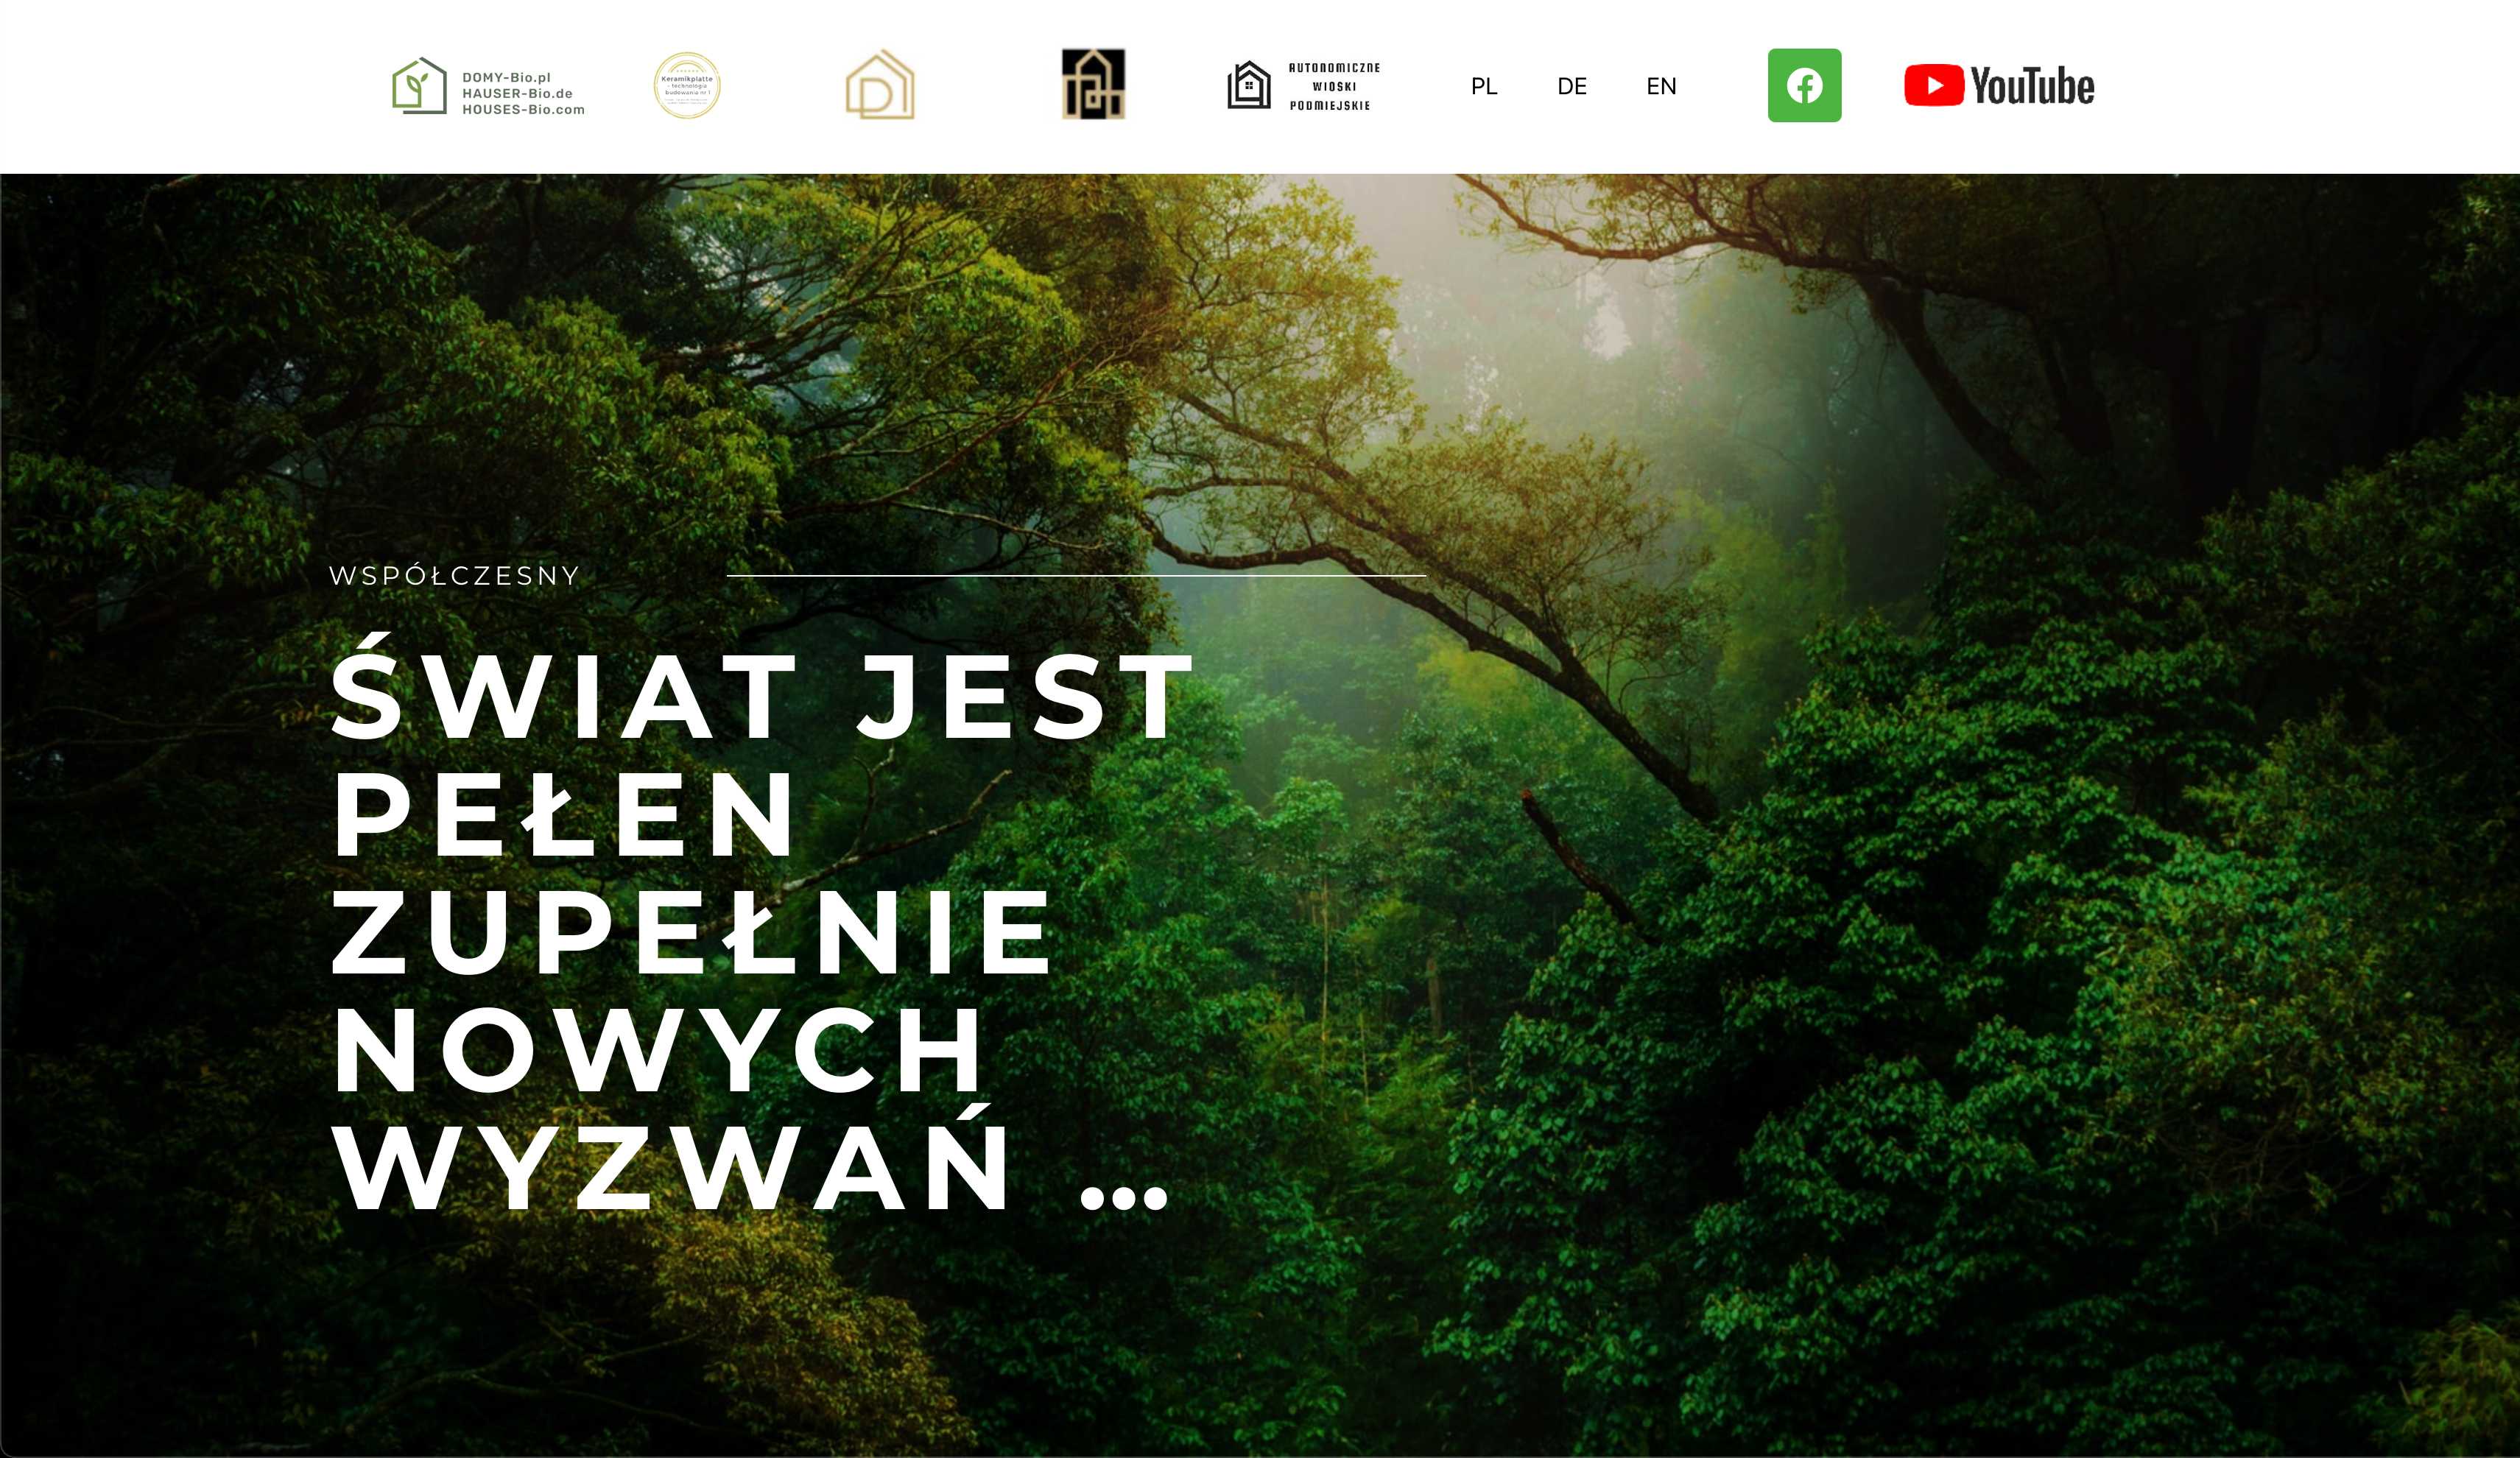 DOMY-Bio.pl
HAUSER-Bio.de
HOUSES-Bio.com
Keramikplatte
- technologia
budowania nr 1
AUTONOMICZNE
WIOSKI
PODMIEJSKIE
PL
DE
EN
YouTube
WSPÓŁCZESNY
ŚWIAT JEST
PEŁEN
ZUPEŁNIE
NOWYCH
WYZWAŃ ...